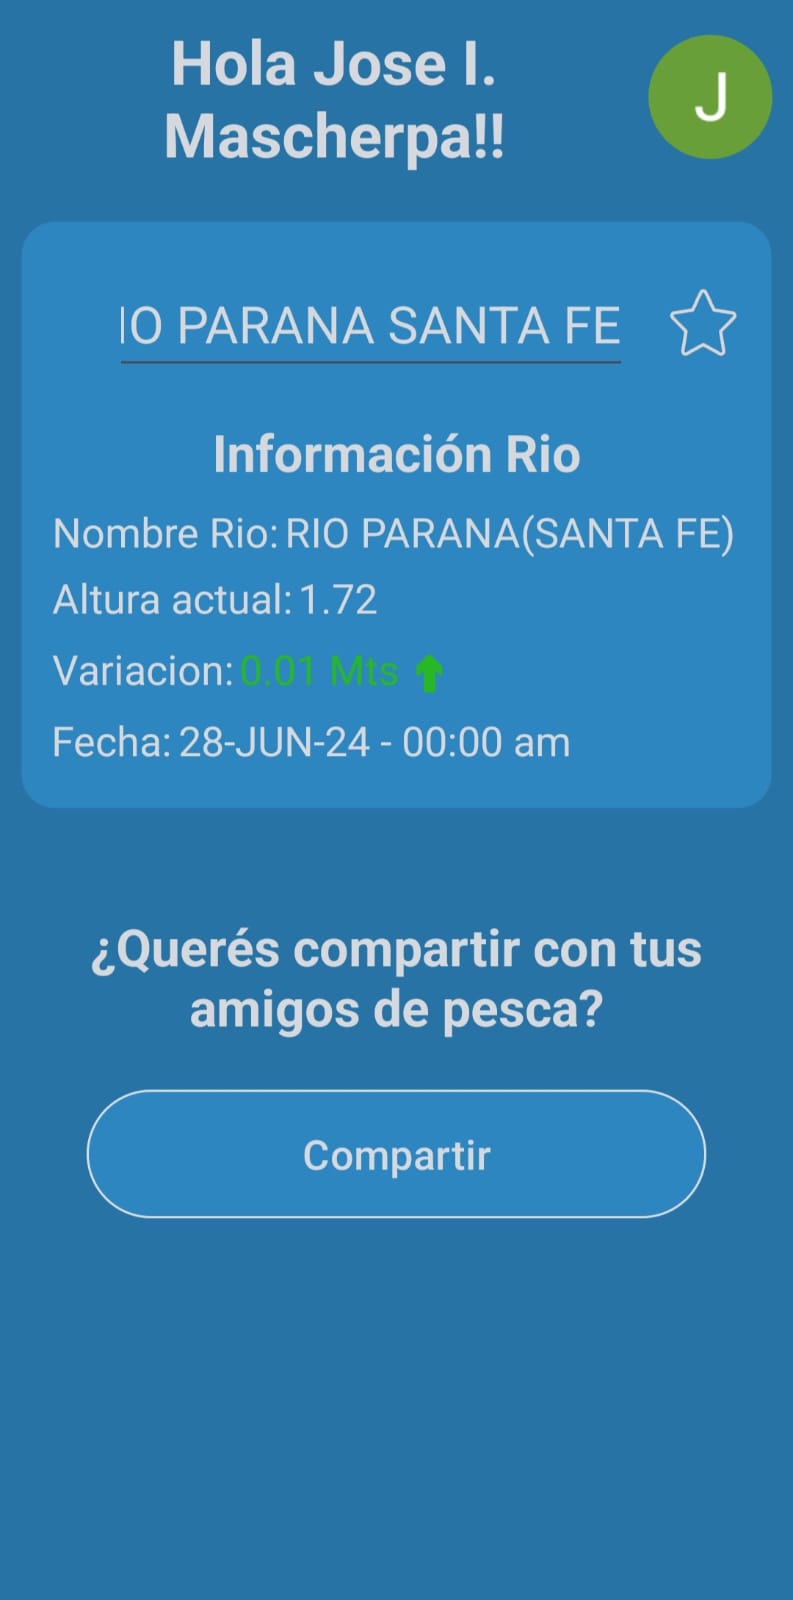 Hola Jose I.
Mascherpa!!
J
IO PARANA SANTA FE
Información Rio
Nombre Rio: RIO PARANA(SANTA FE)
Altura actual: 1.72
Variacion: 0.01 Mts
Fecha: 28-JUN-24 - 00:00 am
¿Querés compartir con tus
amigos de pesca?
Compartir